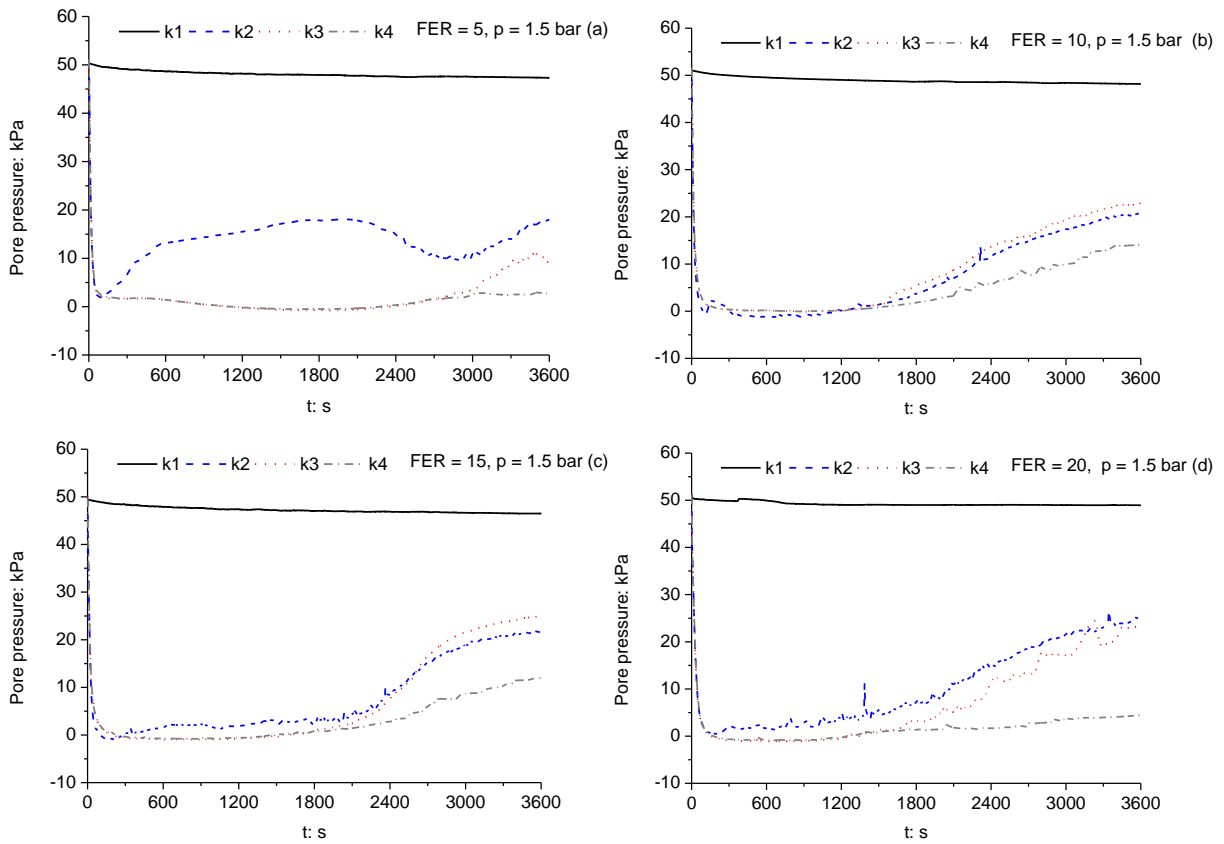 60
50
40
30
20
10
0
-10
Pore pressure: kPa
k1 k2 k3 k4 FER = 5, p = 1.5 bar (a)
0 600 1200 1800 2400 3000 3600
t: s
60
50
40
30
20
10
0
-10
Pore pressure: kPa
k1 k2 k3 k4 FER = 10, p = 1.5 bar (b)
0 600 1200 1800 2400 3000 3600
t: s
60
50
40
30
20
10
0
-10
Pore pressure: kPa
k1 k2 k3 k4 FER = 15, p = 1.5 bar (c)
0 600 1200 1800 2400 3000 3600
t: s
60
50
40
30
20
10
0
-10
Pore pressure: kPa
k1 k2 k3 k4 FER = 20, p = 1.5 bar (d)
0 600 1200 1800 2400 3000 3600
t: s